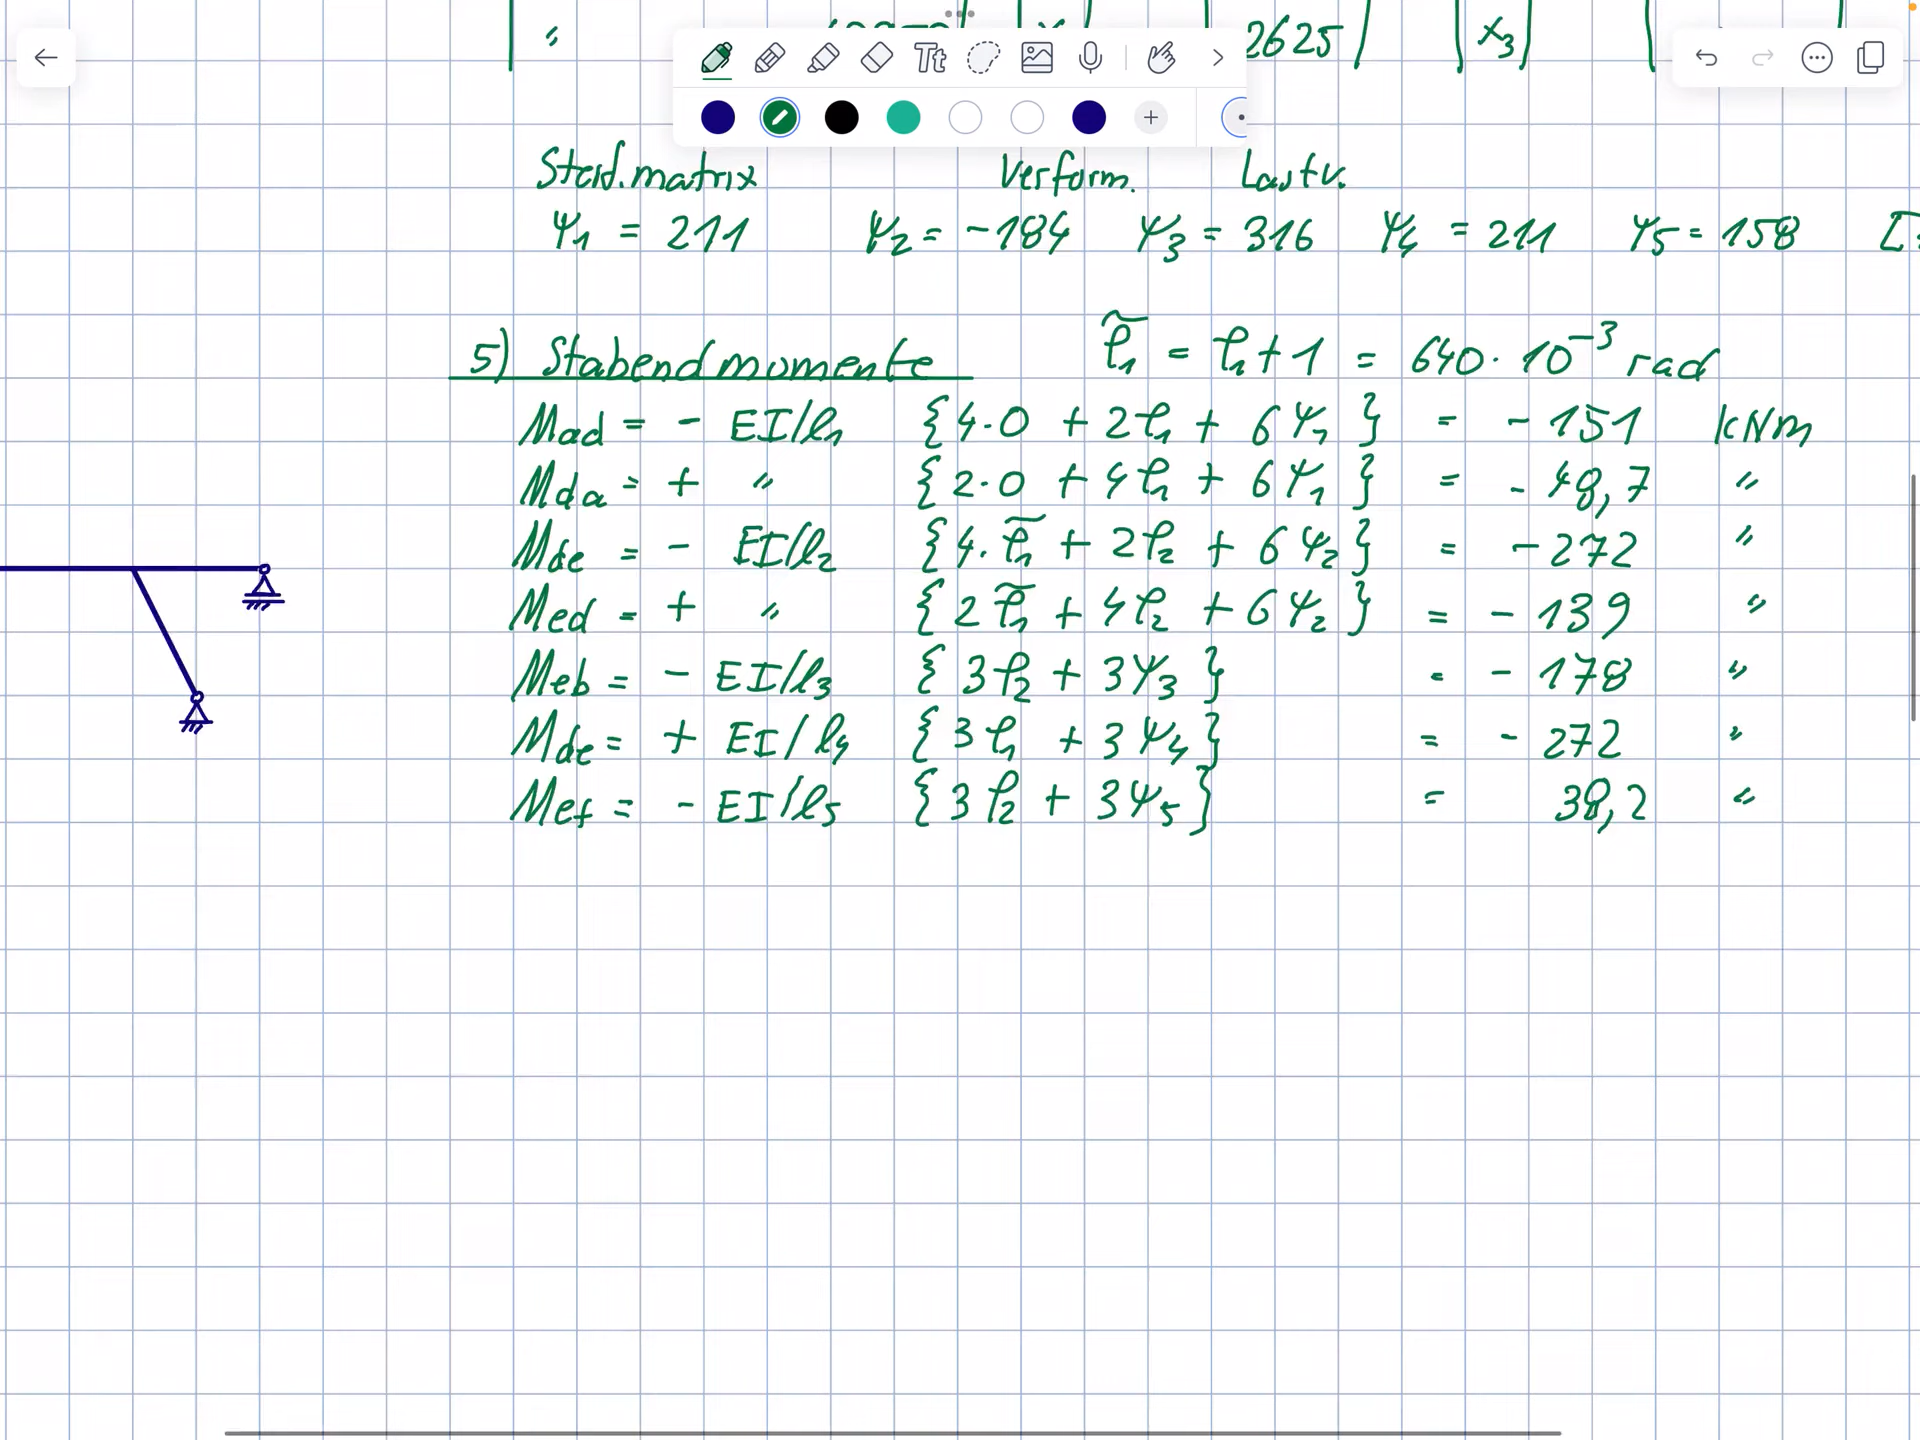 " 2625 x₃
Steif.matrix Verform. Lastv.
ψ₁ = 211 ψ₂ = -184 ψ₃ = 316 ψ₄ = 211 ψ₅ = 158 [
5) Stabendmomente φ̃₁ = φ₁ + 1 = 640 · 10⁻³ rad
Mad = - EI/l₁ {4·0 + 2φ₁ + 6ψ₁} = - 151 kNm
Mda = + " {2·0 + 4φ₁ + 6ψ₁} = - 48,7 "
Mde = - EI/l₂ {4·φ̃₁ + 2φ₂ + 6ψ₂} = - 272 "
Med = + " {2φ̃₁ + 4φ₂ + 6ψ₂} = - 139 "
Meb = - EI/l₃ {3φ₂ + 3ψ₃} = - 178 "
Mde = + EI/l₄ {3φ₁ + 3ψ₄} = - 272 "
Mef = - EI/l₅ {3φ₂ + 3ψ₅} = 38,2 "